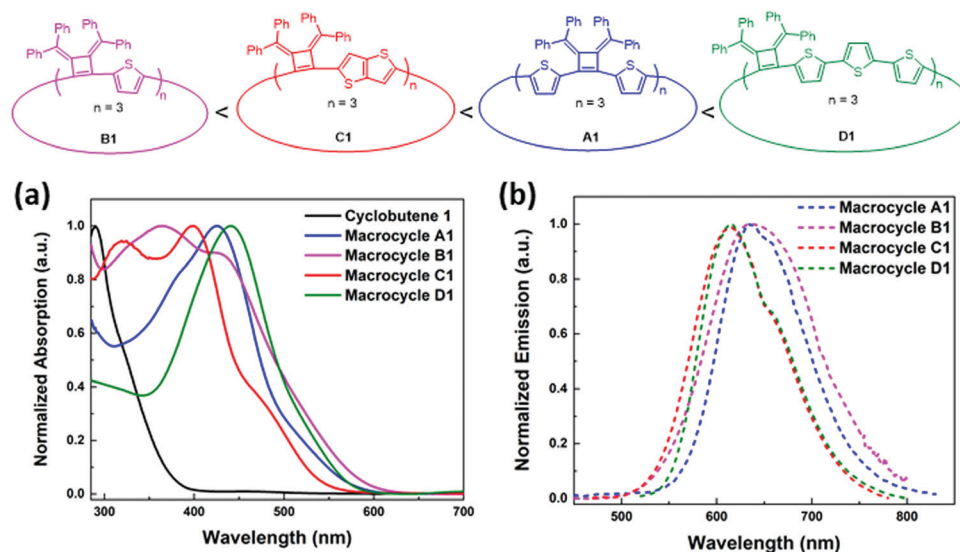 Ph Ph Ph Ph
n = 3
n
B1
<
Ph Ph Ph Ph
S
S
n = 3
n
C1
<
Ph Ph Ph Ph
S S
n = 3
n
A1
<
Ph Ph Ph Ph
S
S S
n = 3
n
D1
(a)
Normalized Absorption (a.u.)
1.0
0.8
0.6
0.4
0.2
0.0
Cyclobutene 1
Macrocycle A1
Macrocycle B1
Macrocycle C1
Macrocycle D1
300 400 500 600 700
Wavelength (nm)
(b)
Normalized Emission (a.u.)
1.0
0.8
0.6
0.4
0.2
0.0
Macrocycle A1
Macrocycle B1
Macrocycle C1
Macrocycle D1
500 600 700 800
Wavelength (nm)